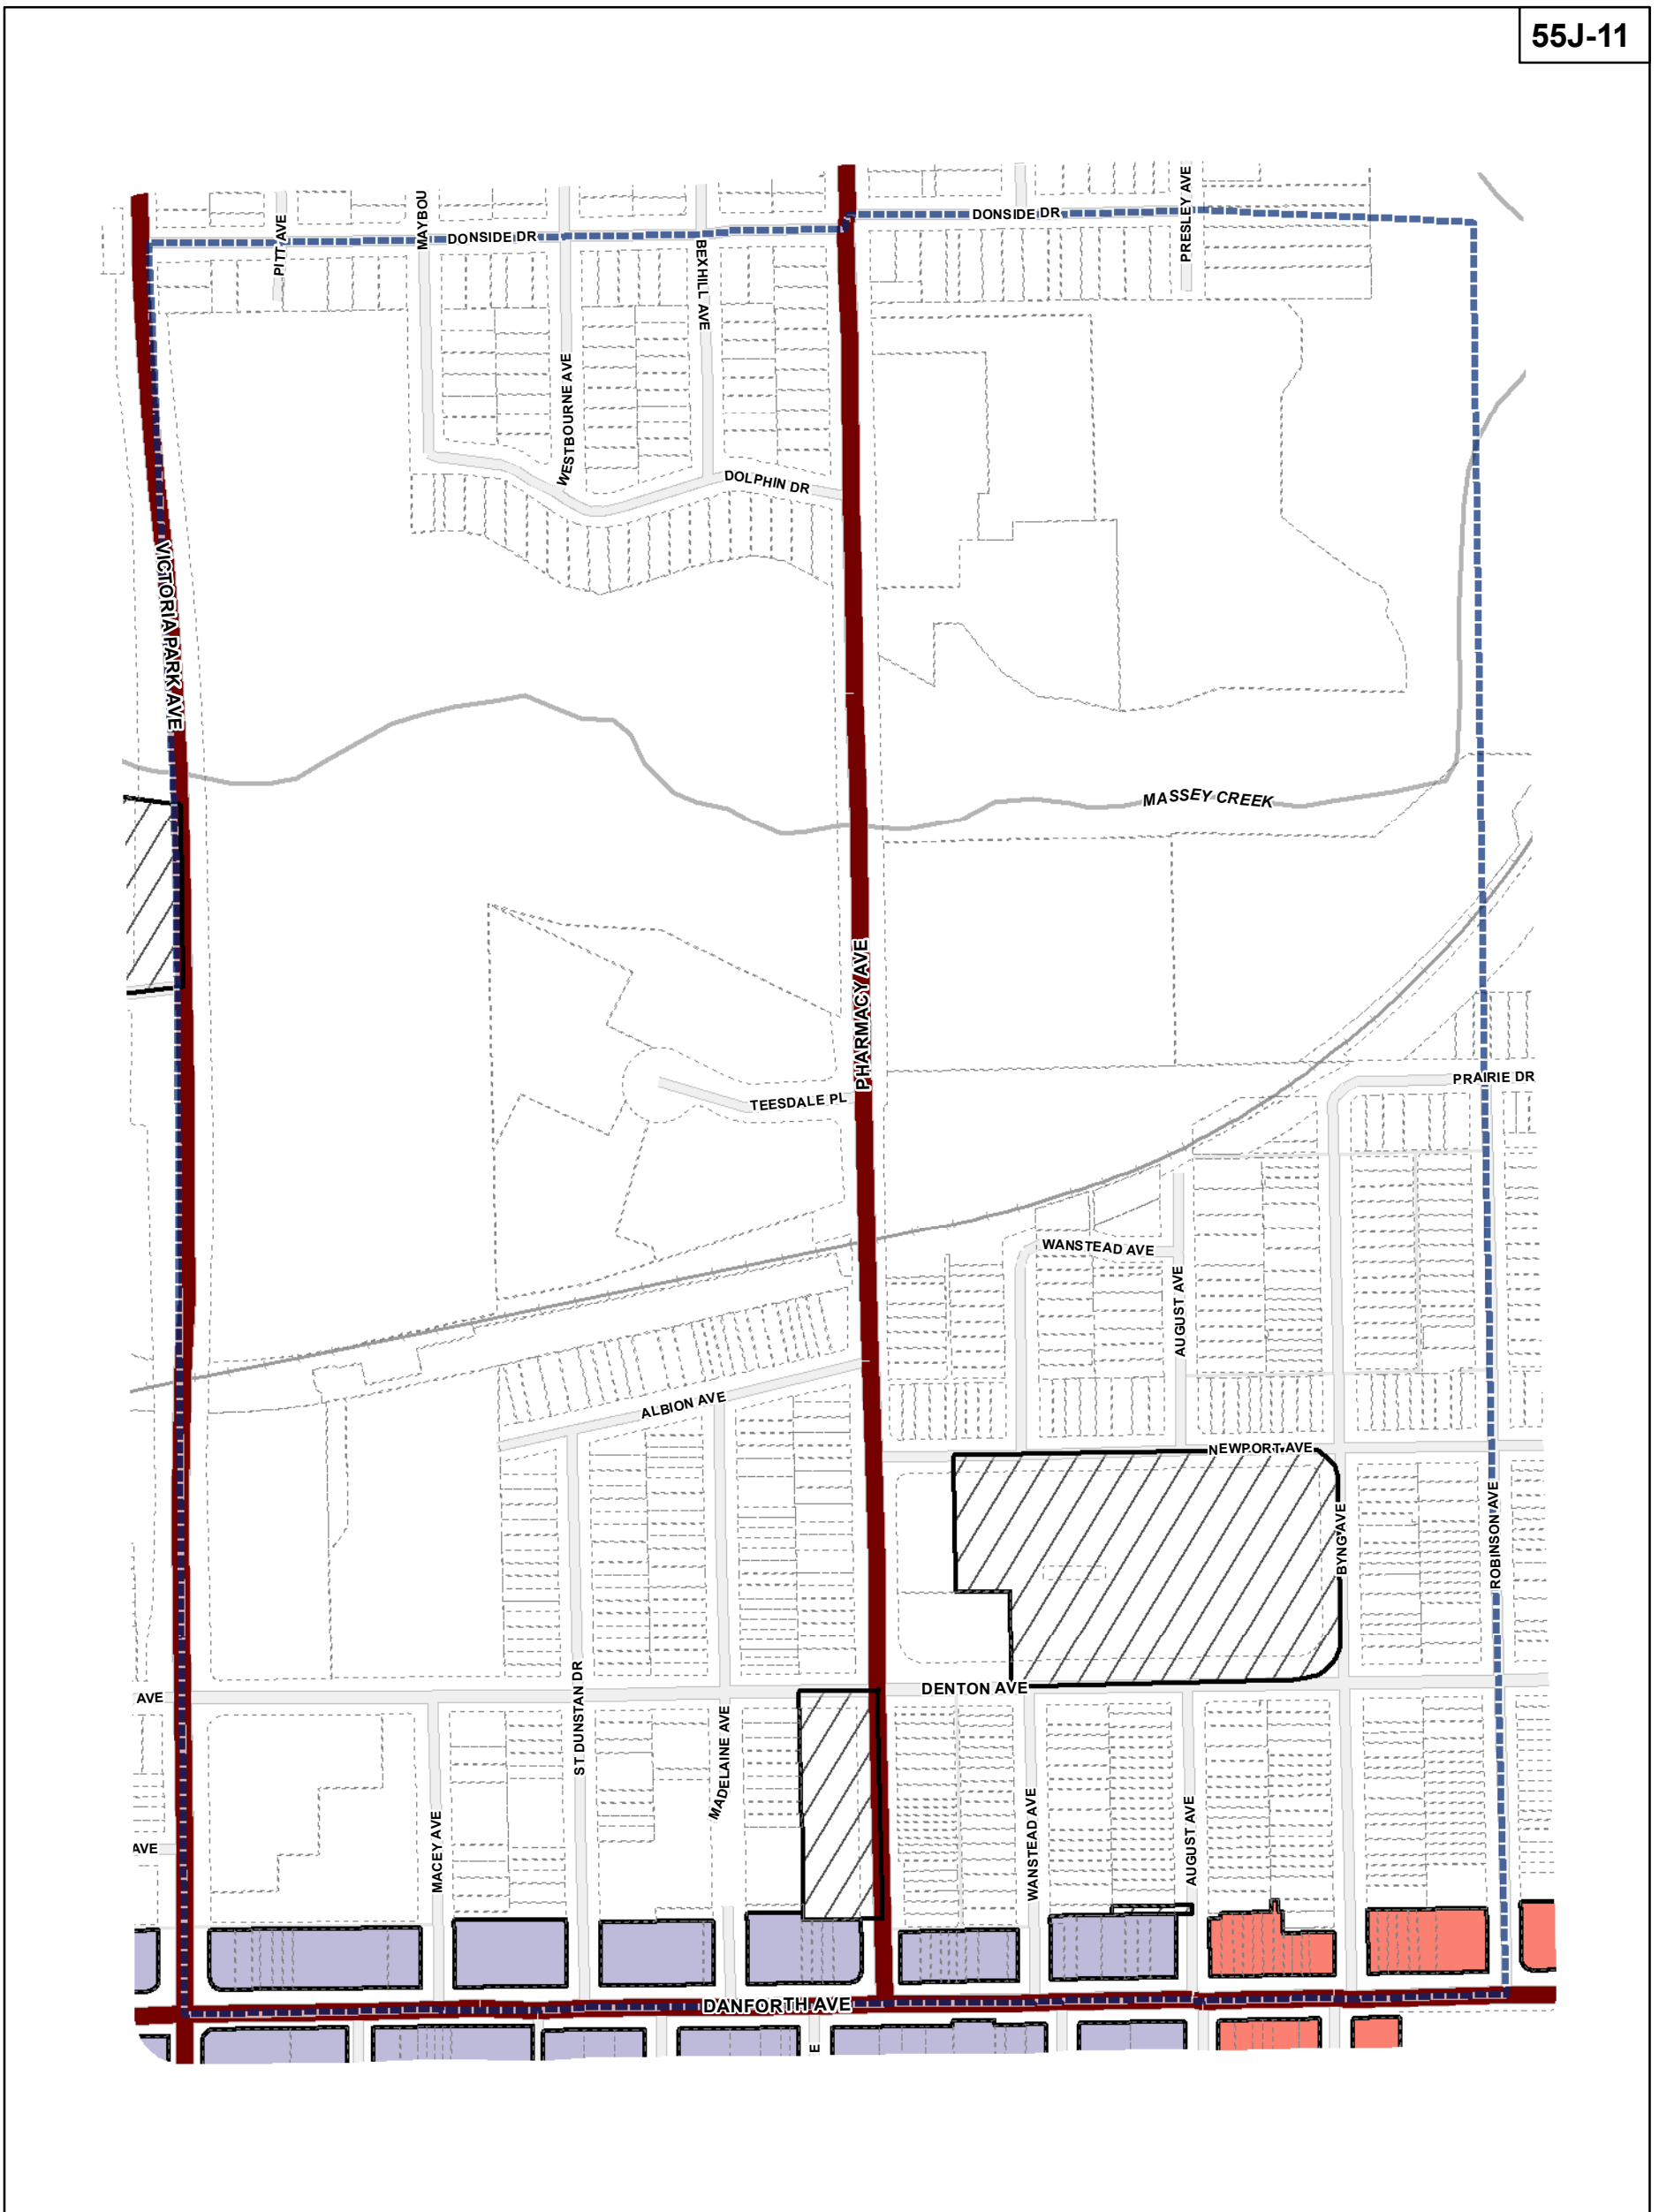 55J-11
PITT AVE
MAYBOU
DONSIDE DR
WESTBOURNE AVE
BEXHILL AVE
DOLPHIN DR
DONSIDE DR
PRESLEY AVE
VICTORIA PARK AVE
MASSEY CREEK
PHARMACY AVE
TEESDALE PL
PRAIRIE DR
WANSTEAD AVE
AUGUST AVE
ALBION AVE
NEWPORT AVE
BYNG AVE
ROBINSON AVE
AVE
DENTON AVE
ST DUNSTAN DR
MADELAINE AVE
MACEY AVE
WANSTEAD AVE
AUGUST AVE
AVE
DANFORTH AVE
E